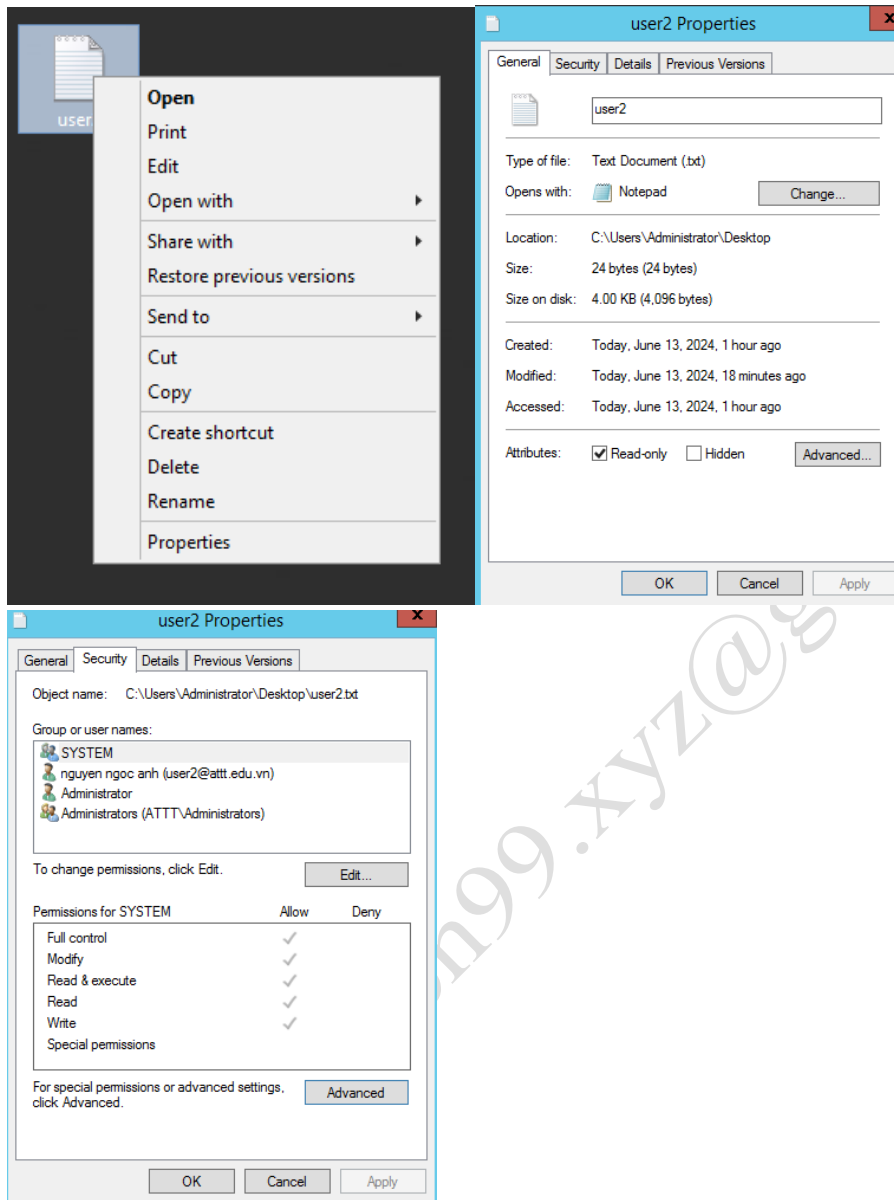 user
Open
Print
Edit
Open with
Share with
Restore previous versions
Send to
Cut
Copy
Create shortcut
Delete
Rename
Properties
user2 Properties
x
General Security Details Previous Versions
user2
Type of file: Text Document (.txt)
Opens with: Notepad Change...
Location: C:\Users\Administrator\Desktop
Size: 24 bytes (24 bytes)
Size on disk: 4.00 KB (4,096 bytes)
Created: Today, June 13, 2024, 1 hour ago
Modified: Today, June 13, 2024, 18 minutes ago
Accessed: Today, June 13, 2024, 1 hour ago
Attributes: Read-only Hidden Advanced...
OK Cancel Apply
user2 Properties
x
General Security Details Previous Versions
Object name: C:\Users\Administrator\Desktop\user2.txt
Group or user names:
SYSTEM
nguyen ngoc anh (user2@attt.edu.vn)
Administrator
Administrators (ATTT\Administrators)
To change permissions, click Edit. Edit...
Permissions for SYSTEM Allow Deny
Full control
Modify
Read & execute
Read
Write
Special permissions
For special permissions or advanced settings,
click Advanced. Advanced
OK Cancel Apply
n99.xyz@g